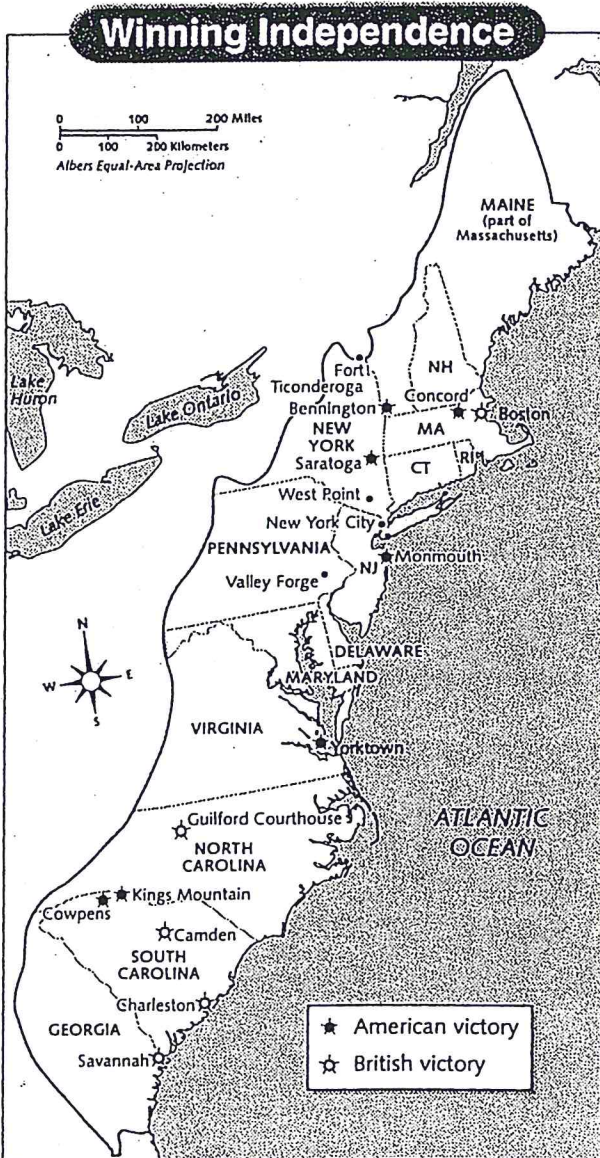 Winning Independence
0 100 200 Miles
0 100 200 Kilometers
Albers Equal-Area Projection
MAINE
(part of
Massachusetts)
Lake
Huron
Lake Ontario
Lake Erie
Fort
Ticonderoga
NH
Bennington
Concord
Boston
NEW
YORK
MA
Saratoga
CT
RI
West Point
New York City
PENNSYLVANIA
NJ
Monmouth
Valley Forge
N
W E
S
DELAWARE
MARYLAND
VIRGINIA
Yorktown
Guilford Courthouse
NORTH
CAROLINA
ATLANTIC
OCEAN
Kings Mountain
Cowpens
Camden
SOUTH
CAROLINA
Charleston
GEORGIA
Savannah
American victory
British victory